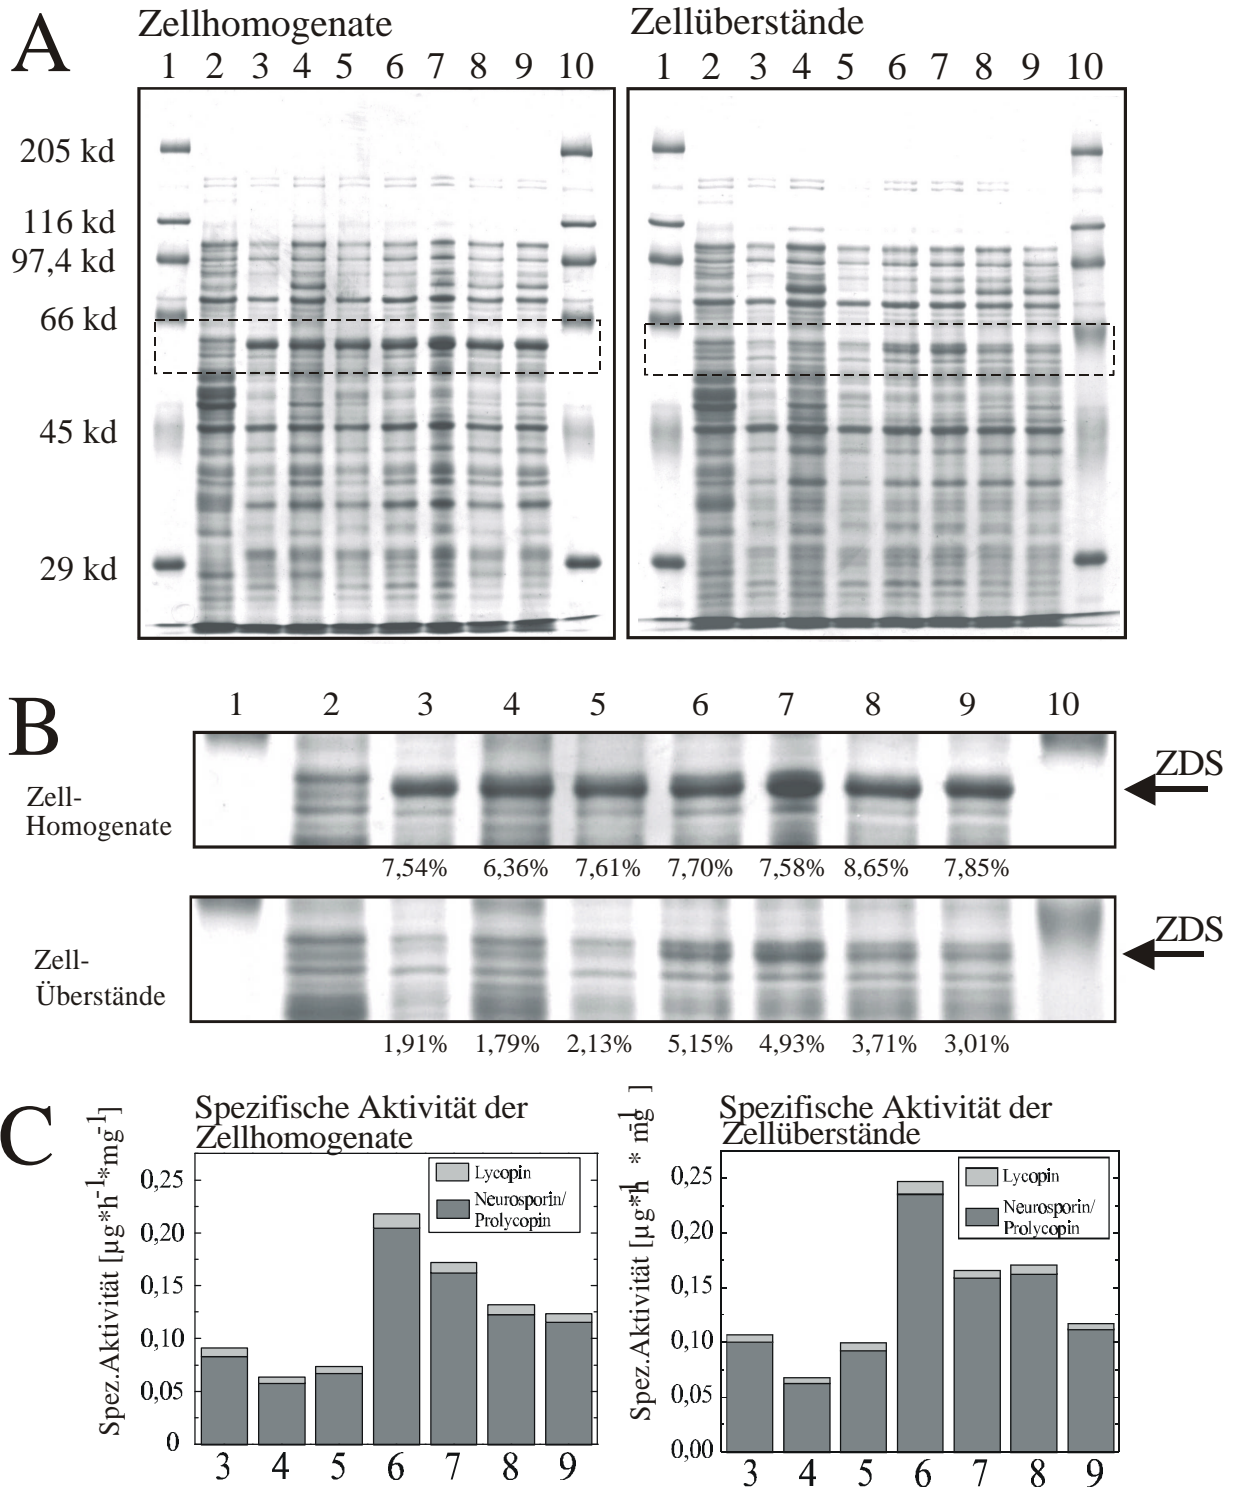 A
Zellhomogenate
Zellüberstände
1 2 3 4 5 6 7 8 9 10
1 2 3 4 5 6 7 8 9 10
205 kd
116 kd
97,4 kd
66 kd
45 kd
29 kd
B
1 2 3 4 5 6 7 8 9 10
Zell-
Homogenate
ZDS
7,54% 6,36% 7,61% 7,70% 7,58% 8,65% 7,85%
Zell-
Überstände
ZDS
1,91% 1,79% 2,13% 5,15% 4,93% 3,71% 3,01%
C
Spezifische Aktivität der
Zellhomogenate
Spez.Aktivität [µg*h-1*mg-1]
Lycopin
Neurosporin/
Prolycopin
0,25
0,20
0,15
0,10
0,05
0
3 4 5 6 7 8 9
Spezifische Aktivität der
Zellüberstände
Spez.Aktivität [µg*h-1 * mg-1 ]
Lycopin
Neurosporin/
Prolycopin
0,25
0,20
0,15
0,10
0,05
0,00
3 4 5 6 7 8 9